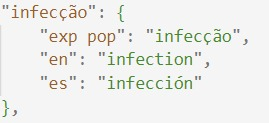 "infecção": {
"exp pop": "infecção",
"en": "infection",
"es": "infección"
},